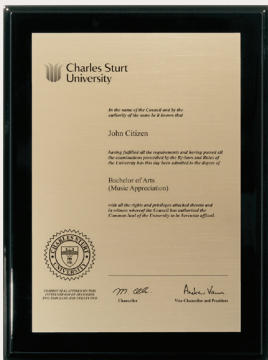 Charles Sturt
University
In the name of the Council and by the
authority of the same be it known that
John Citizen
having fulfilled all the requirements and having passed all
the examinations prescribed by the By-laws and Rules of
the University has this day been admitted to the degree of
Bachelor of Arts
(Music Appreciation)
with all the rights and privileges attached thereto and
in witness whereof the Council has authorised the
Common Seal of the University to be hereunto affixed.
CHARLES STURT
UNIVERSITY
Chancellor
Vice-Chancellor and President